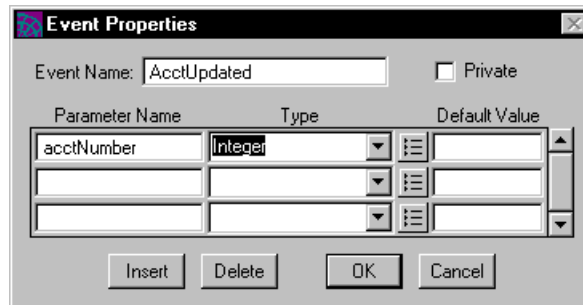 Event Properties
Event Name: AcctUpdated Private
Parameter Name Type Default Value
acctNumber Integer
Insert Delete OK Cancel